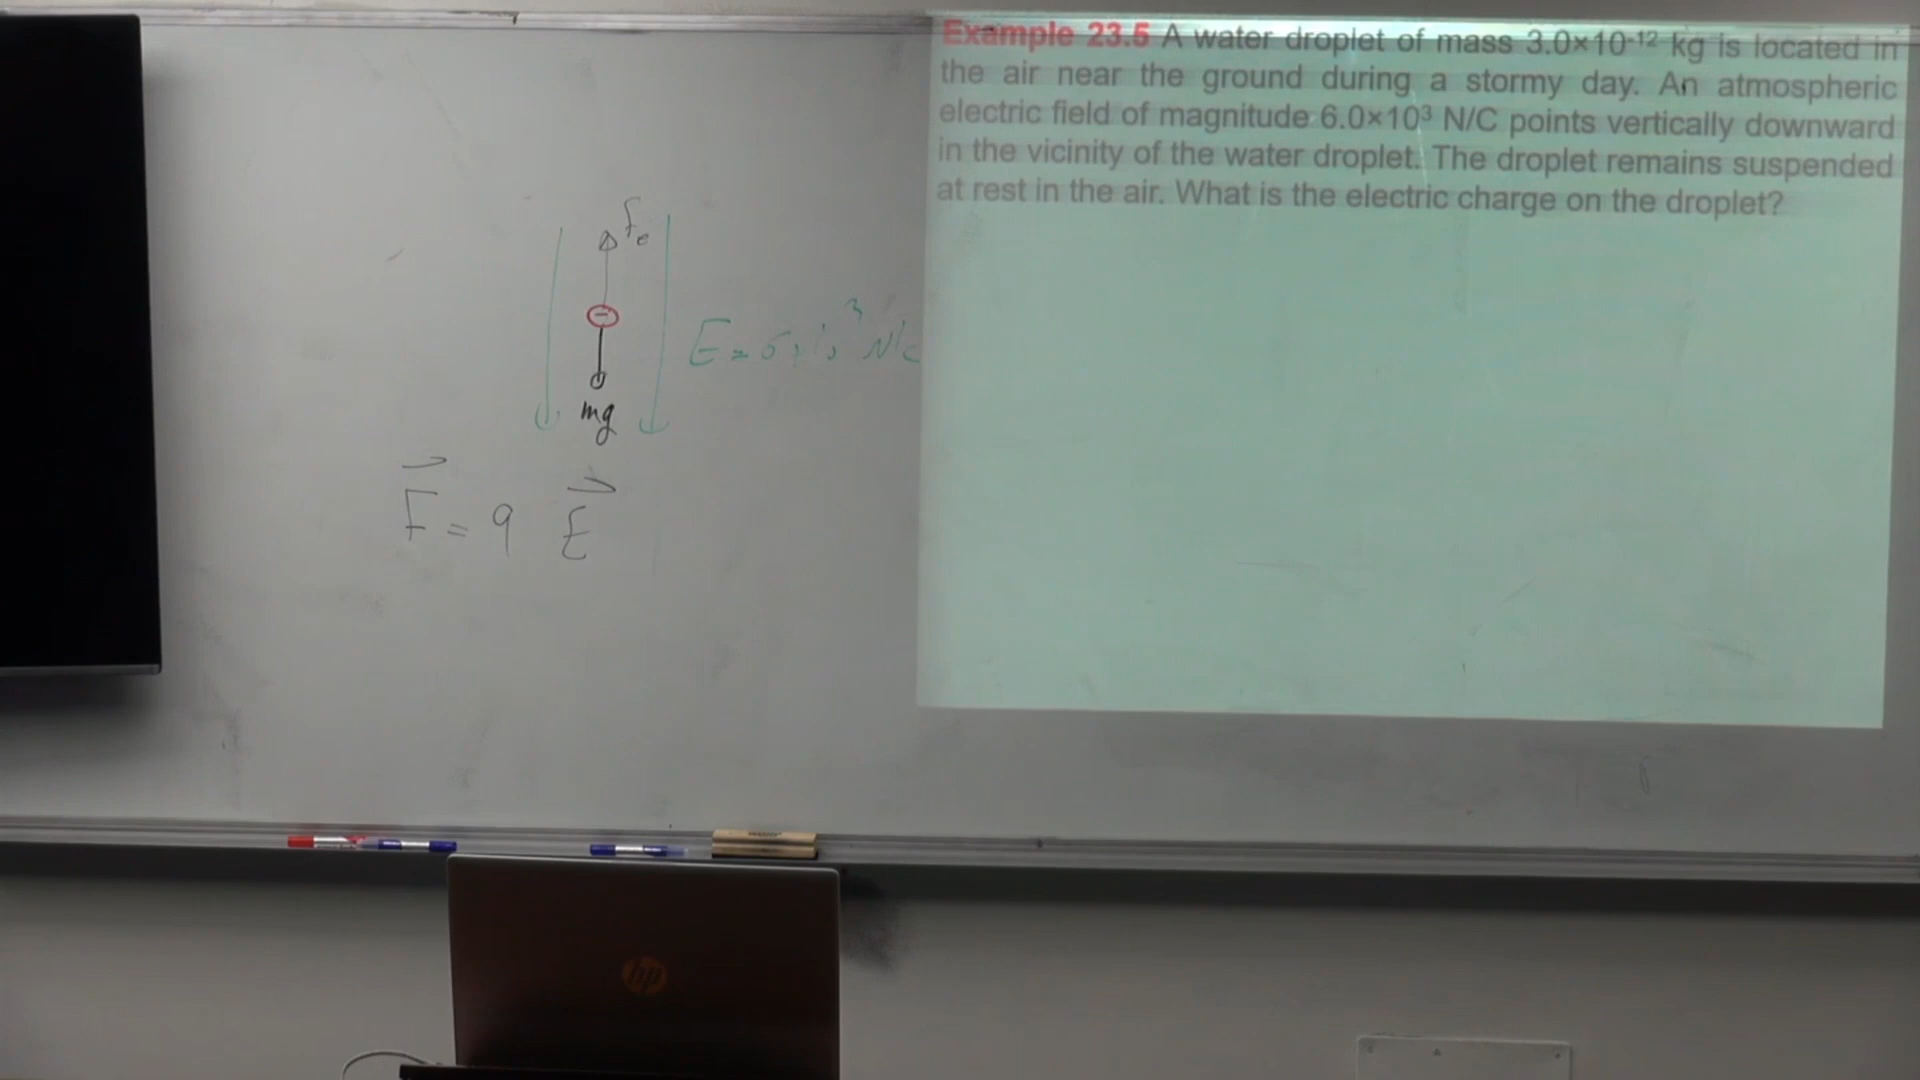 Example 23.5 A water droplet of mass 3.0×10⁻¹² kg is located in
the air near the ground during a stormy day. An atmospheric
electric field of magnitude 6.0×10³ N/C points vertically downward
in the vicinity of the water droplet. The droplet remains suspended
at rest in the air. What is the electric charge on the droplet?
Fe
−
mg
E = 6×10³ N/C
F = q E
hp